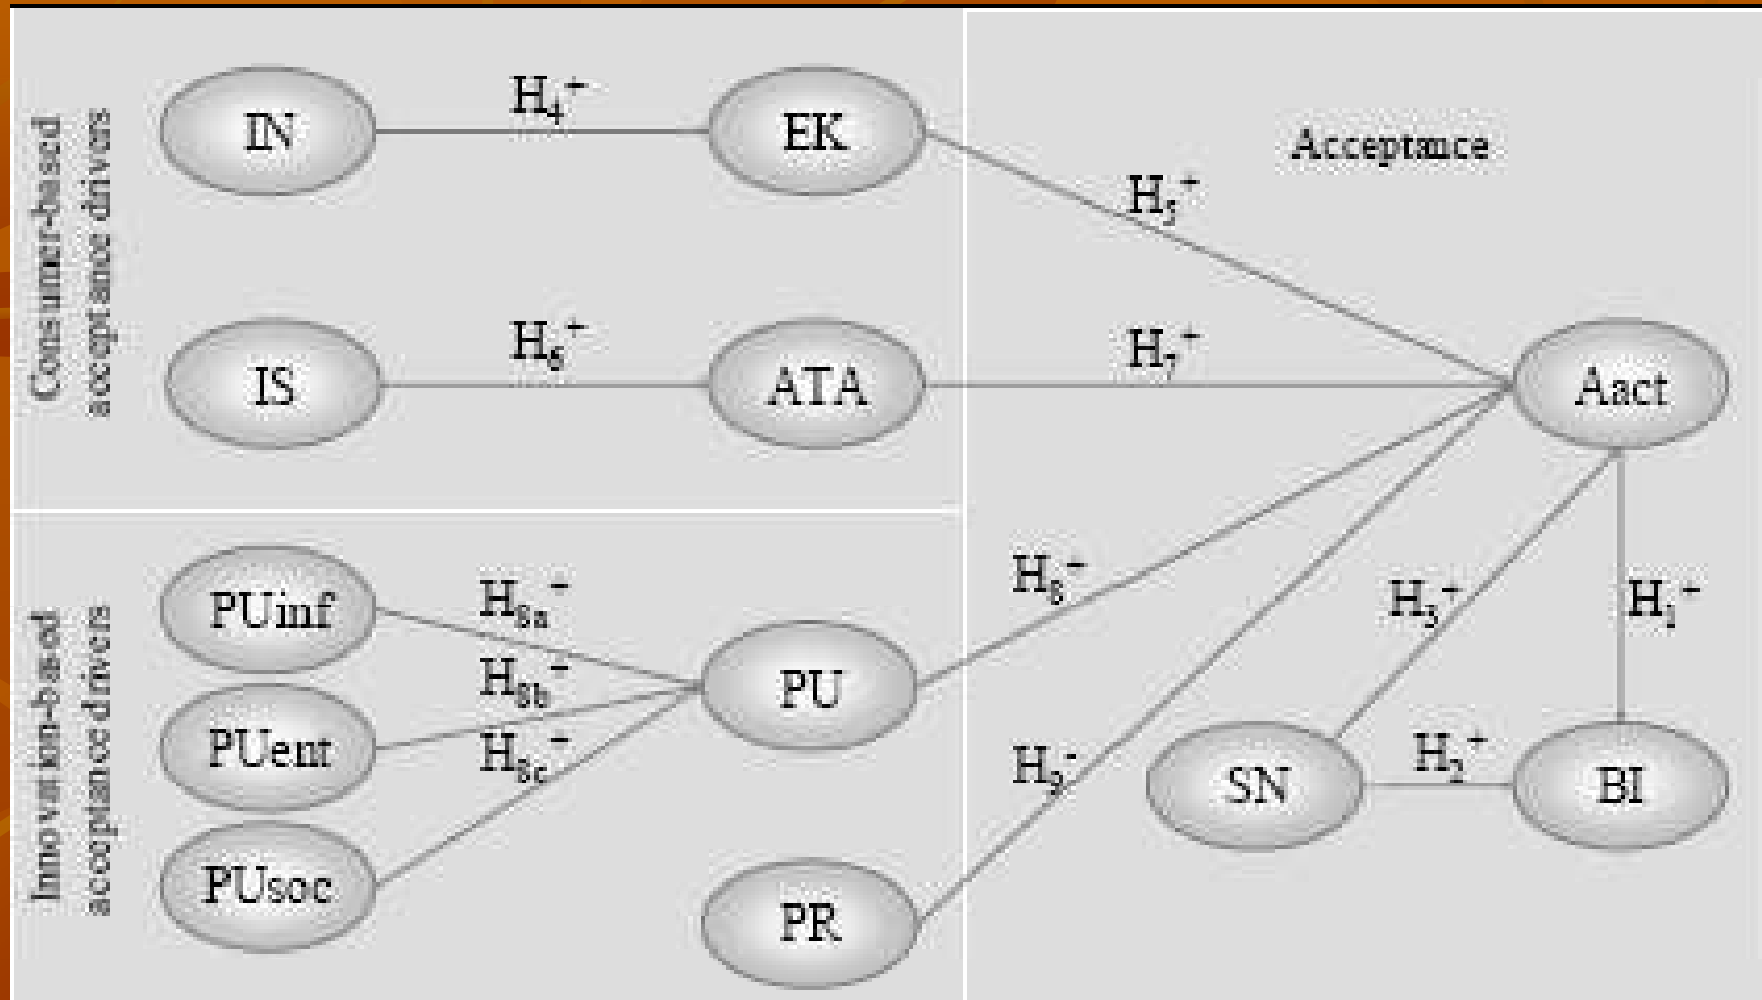 Consumer-based
acceptance drivers
IN
H₄⁺
EK
H₅⁺
Acceptance
IS
H₆⁺
ATA
H₇⁺
Aact
Innovation-based
acceptance drivers
PUinf
H₈ₐ⁺
PUent
H₈b⁺
PUsoc
H₈c⁺
PU
H₈⁺
PR
H₉⁻
H₃⁺
H₁⁺
SN
H₂⁺
BI